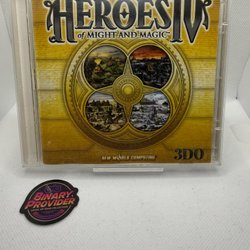 HEROES IV
of MIGHT AND MAGIC
NEW WORLD COMPUTING
3DO
BINARY
PROVIDER